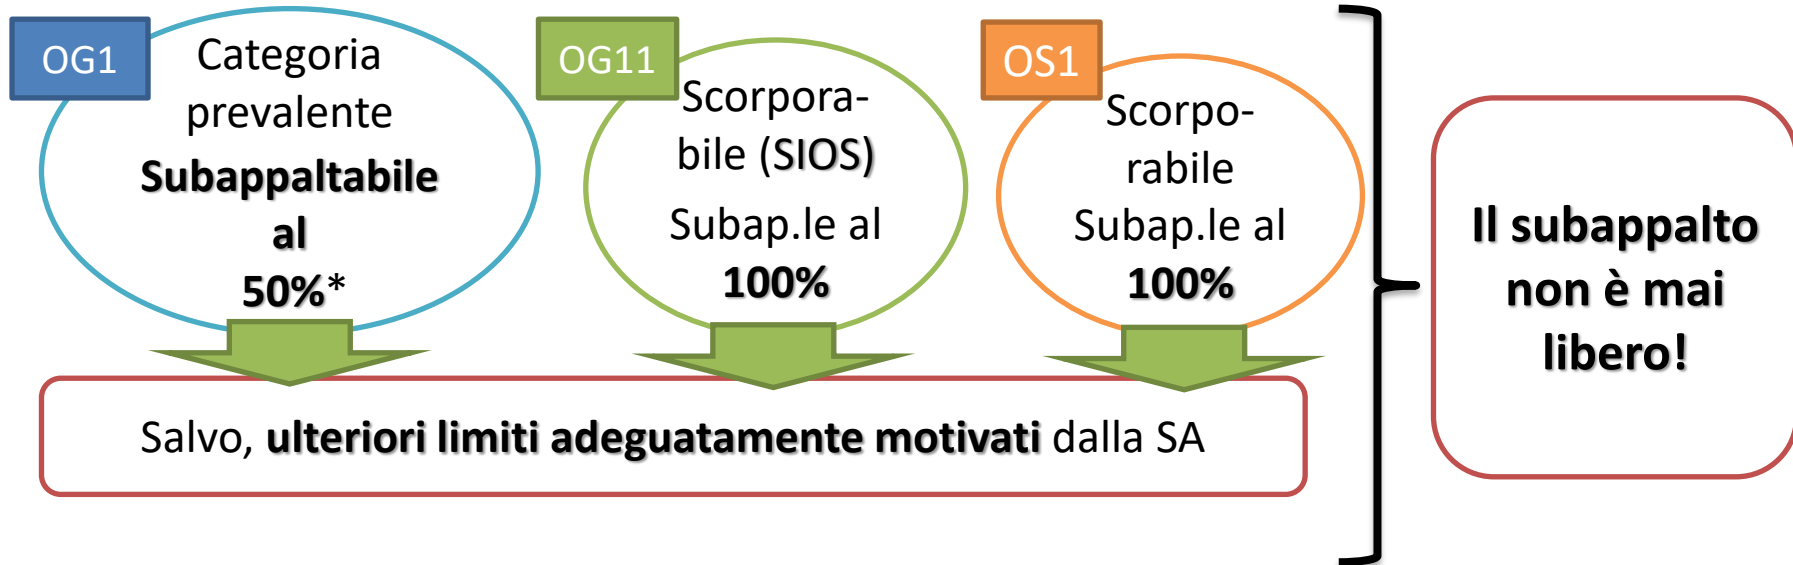 OG1
Categoria
prevalente
Subappaltabile
al
50%*
OG11
Scorpora-
bile (SIOS)
Subap.le al
100%
OS1
Scorpo-
rabile
Subap.le al
100%
Salvo, ulteriori limiti adeguatamente motivati dalla SA
Il subappalto
non è mai
libero!